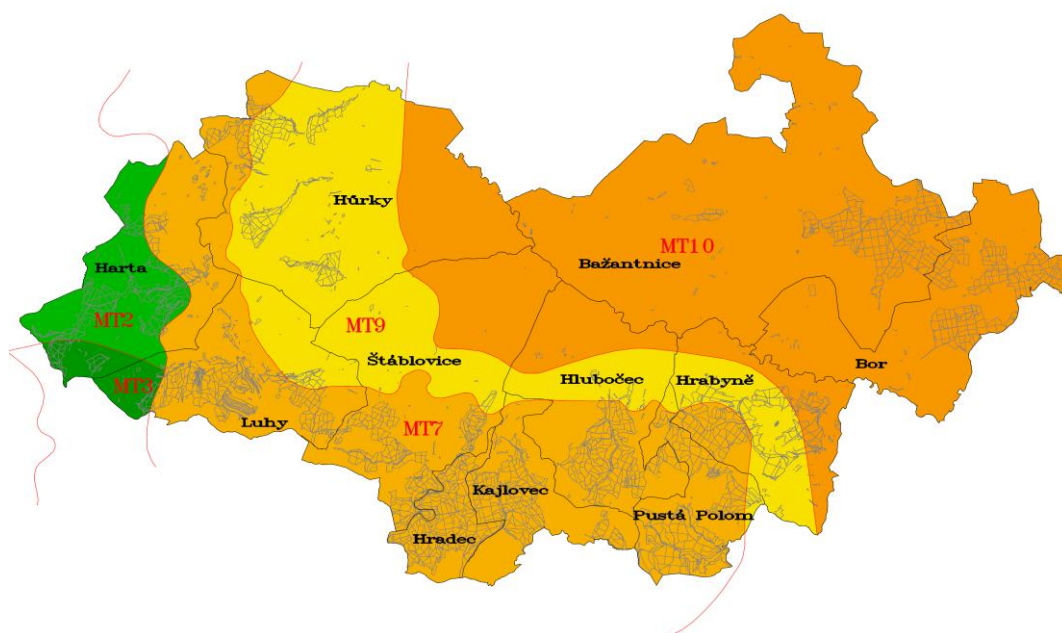 Hůrky
MT10
Bažantnice
Harta
MT2
MT9
Štáblovice
Bor
Hlubočec
Hrabyně
MT3
Luhy
MT7
Kajlovec
Pustá Polom
Hradec